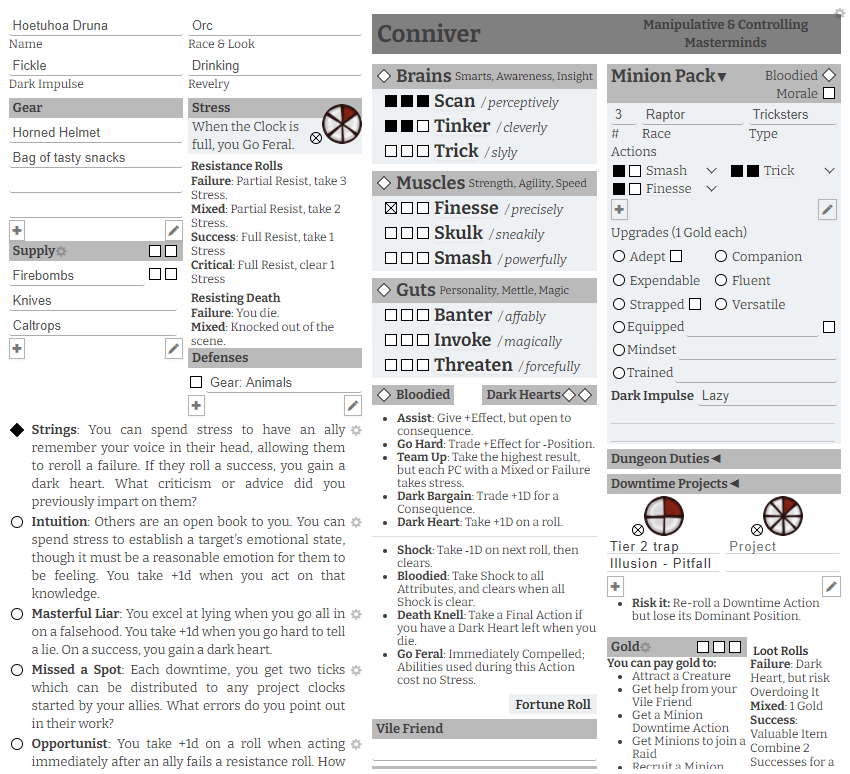 Hoetuhoa Druna
Name
Orc
Race & Look
Fickle
Dark Impulse
Drinking
Revelry
Gear
Horned Helmet
Bag of tasty snacks
Supply
Firebombs
Knives
Caltrops
Stress
When the Clock is
full, you Go Feral.
Resistance Rolls
Failure: Partial Resist, take 3
Stress.
Mixed: Partial Resist, take 2
Stress.
Success: Full Resist, take 1
Stress
Critical: Full Resist, clear 1
Stress
Resisting Death
Failure: You die.
Mixed: Knocked out of the
scene.
Defenses
Gear: Animals
Strings: You can spend stress to have an ally
remember your voice in their head, allowing them
to reroll a failure. If they roll a success, you gain a
dark heart. What criticism or advice did you
previously impart on them?
Intuition: Others are an open book to you. You can
spend stress to establish a target's emotional state,
though it must be a reasonable emotion for them to
be feeling. You take +1d when you act on that
knowledge.
Masterful Liar: You excel at lying when you go all in
on a falsehood. You take +1d when you go hard to tell
a lie. On a success, you gain a dark heart.
Missed a Spot: Each downtime, you get two ticks
which can be distributed to any project clocks
started by your allies. What errors do you point out
in their work?
Opportunist: You take +1d on a roll when acting
immediately after an ally fails a resistance roll. How
Conniver
Manipulative & Controlling
Masterminds
Brains Smarts, Awareness, Insight
Scan /perceptively
Tinker /cleverly
Trick /slyly
Muscles Strength, Agility, Speed
Finesse /precisely
Skulk /sneakily
Smash /powerfully
Guts Personality, Mettle, Magic
Banter /affably
Invoke /magically
Threaten /forcefully
Bloodied
Dark Hearts
Assist: Give +Effect, but open to
consequence.
Go Hard: Trade +Effect for -Position.
Team Up: Take the highest result,
but each PC with a Mixed or Failure
takes stress.
Dark Bargain: Trade +1D for a
Consequence.
Dark Heart: Take +1D on a roll.
Shock: Take -1D on next roll, then
clears.
Bloodied: Take Shock to all
Attributes, and clears when all
Shock is clear.
Death Knell: Take a Final Action if
you have a Dark Heart left when you
die.
Go Feral: Immediately Compelled;
Abilities used during this Action
cost no Stress.
Fortune Roll
Vile Friend
Minion Pack▼
Bloodied
Morale
3
Raptor
Tricksters
#
Race
Type
Actions
Smash
Trick
Finesse
Upgrades (1 Gold each)
Adept
Companion
Expendable
Fluent
Strapped
Versatile
Equipped
Mindset
Trained
Dark Impulse Lazy
Dungeon Duties◀
Downtime Projects◀
Tier 2 trap
Illusion - Pitfall
Project
Risk it: Re-roll a Downtime Action
but lose its Dominant Position.
Gold
You can pay gold to:
Attract a Creature
Get help from your
Vile Friend
Get a Minion
Downtime Action
Get Minions to join a
Raid
Recruit a Minion
Loot Rolls
Failure: Dark
Heart, but risk
Overdoing It
Mixed: 1 Gold
Success:
Valuable Item
Combine 2
Successes for a